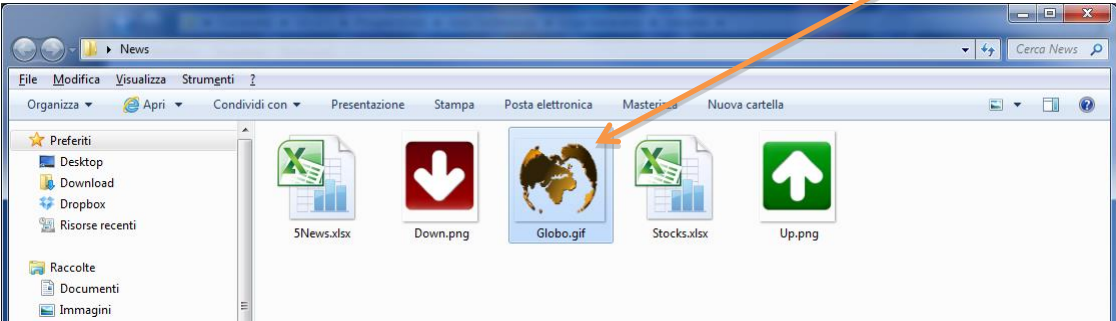 News
Cerca News
File Modifica Visualizza Strumenti ?
Organizza Apri Condividi con Presentazione Stampa Posta elettronica Masterizza Nuova cartella
Preferiti
Desktop
Download
Dropbox
Risorse recenti
Raccolte
Documenti
Immagini
5News.xlsx Down.png Globo.gif Stocks.xlsx Up.png